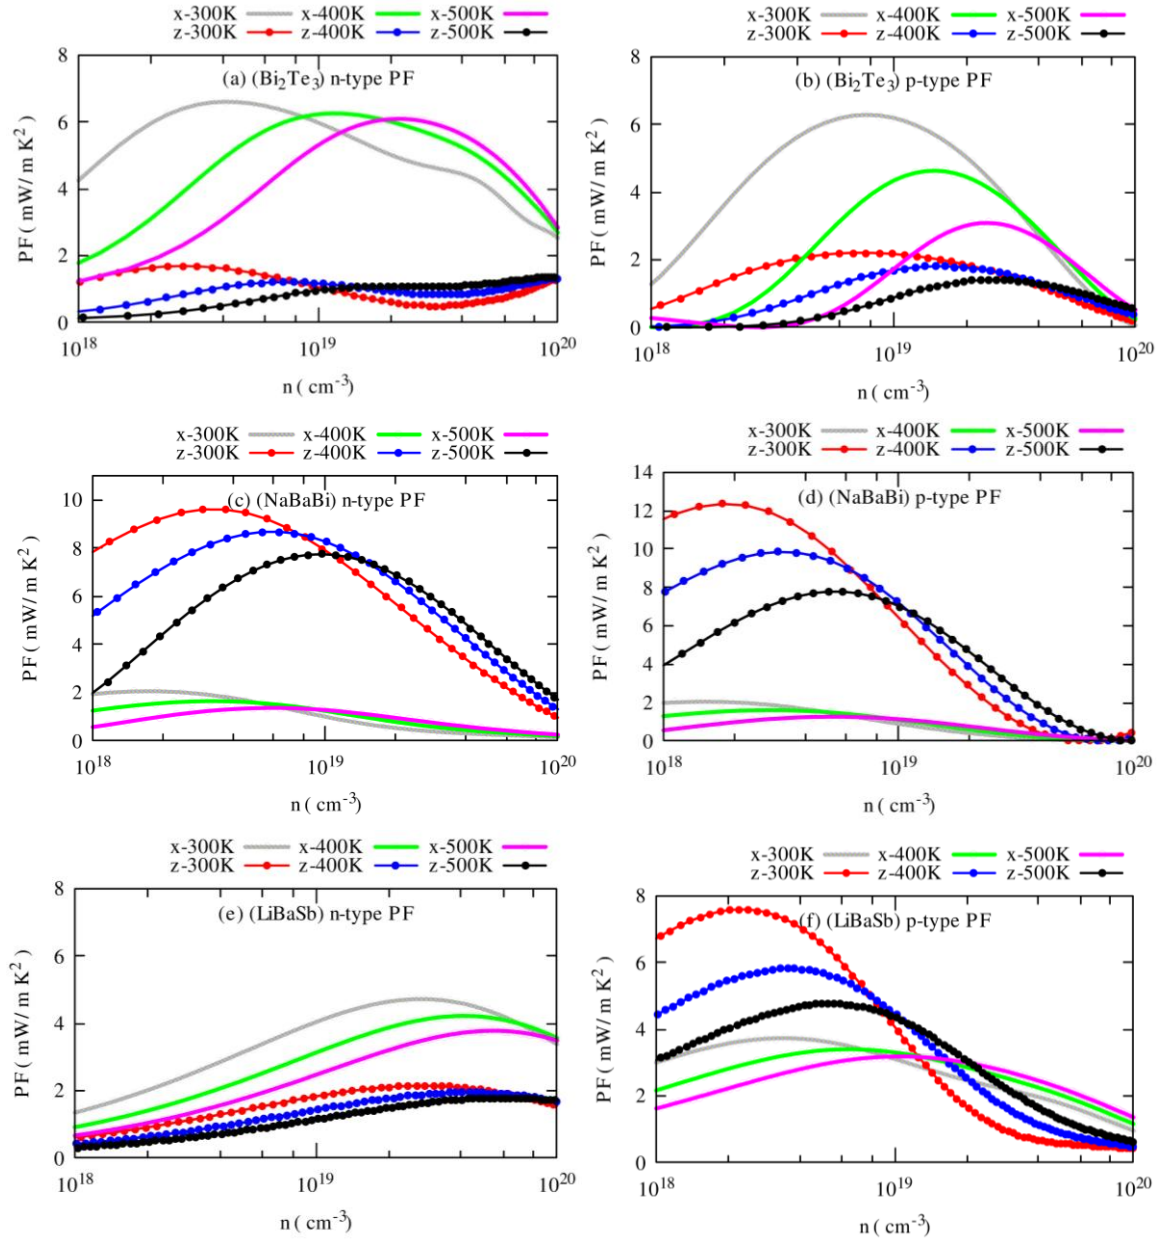 x-300K x-400K x-500K
z-300K z-400K z-500K
(a) (Bi2Te3) n-type PF
PF ( mW/ m K2 )
8
6
4
2
0
10^18 10^19 10^20
n ( cm-3)
x-300K x-400K x-500K
z-300K z-400K z-500K
(b) (Bi2Te3) p-type PF
PF ( mW/ m K2 )
8
6
4
2
0
10^18 10^19 10^20
n ( cm-3)
x-300K x-400K x-500K
z-300K z-400K z-500K
(c) (NaBaBi) n-type PF
PF ( mW/ m K2 )
10
8
6
4
2
0
10^18 10^19 10^20
n ( cm-3)
x-300K x-400K x-500K
z-300K z-400K z-500K
(d) (NaBaBi) p-type PF
PF ( mW/ m K2 )
14
12
10
8
6
4
2
0
10^18 10^19 10^20
n ( cm-3)
x-300K x-400K x-500K
z-300K z-400K z-500K
(e) (LiBaSb) n-type PF
PF ( mW/ m K2 )
8
6
4
2
0
10^18 10^19 10^20
n ( cm-3)
x-300K x-400K x-500K
z-300K z-400K z-500K
(f) (LiBaSb) p-type PF
PF ( mW/ m K2 )
8
6
4
2
0
10^18 10^19 10^20
n ( cm-3)